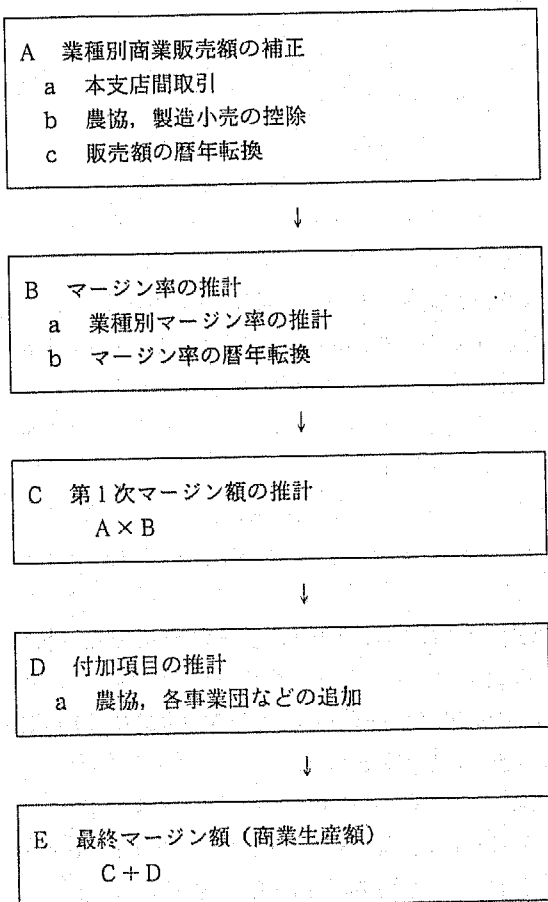 A 業種別商業販売額の補正
a 本支店間取引
b 農協，製造小売の控除
c 販売額の暦年転換
↓
B マージン率の推計
a 業種別マージン率の推計
b マージン率の暦年転換
↓
C 第1次マージン額の推計
A×B
↓
D 付加項目の推計
a 農協，各事業団などの追加
↓
E 最終マージン額（商業生産額）
C＋D